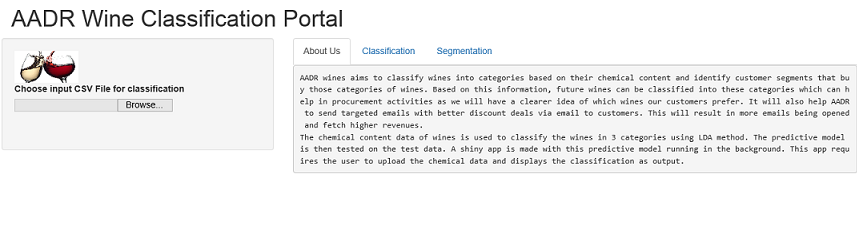 AADR Wine Classification Portal
Choose input CSV File for classification
Browse...
About Us Classification Segmentation
AADR wines aims to classify wines into categories based on their chemical content and identify customer segments that bu
y those categories of wines. Based on this information, future wines can be classified into these categories which can h
elp in procurement activities as we will have a clearer idea of which wines our customers prefer. It will also help AADR
to send targeted emails with better discount deals via email to customers. This will result in more emails being opened
and fetch higher revenues.
The chemical content data of wines is used to classify the wines in 3 categories using LDA method. The predictive model
is then tested on the test data. A shiny app is made with this predictive model running in the background. This app requ
ires the user to upload the chemical data and displays the classification as output.